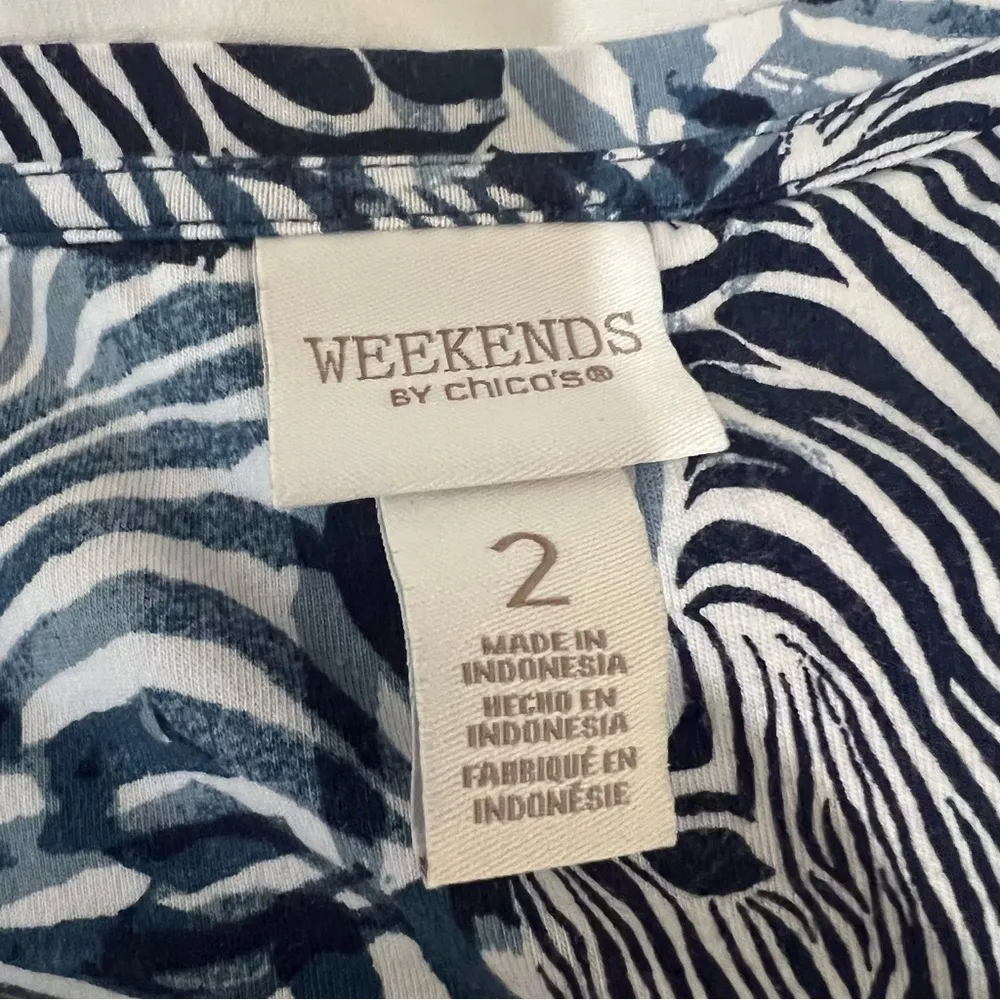 WEEKENDS
BY chico's®
2
MADE IN
INDONESIA
HECHO EN
INDONESIA
FABRIQUÉ EN
INDONÉSIE